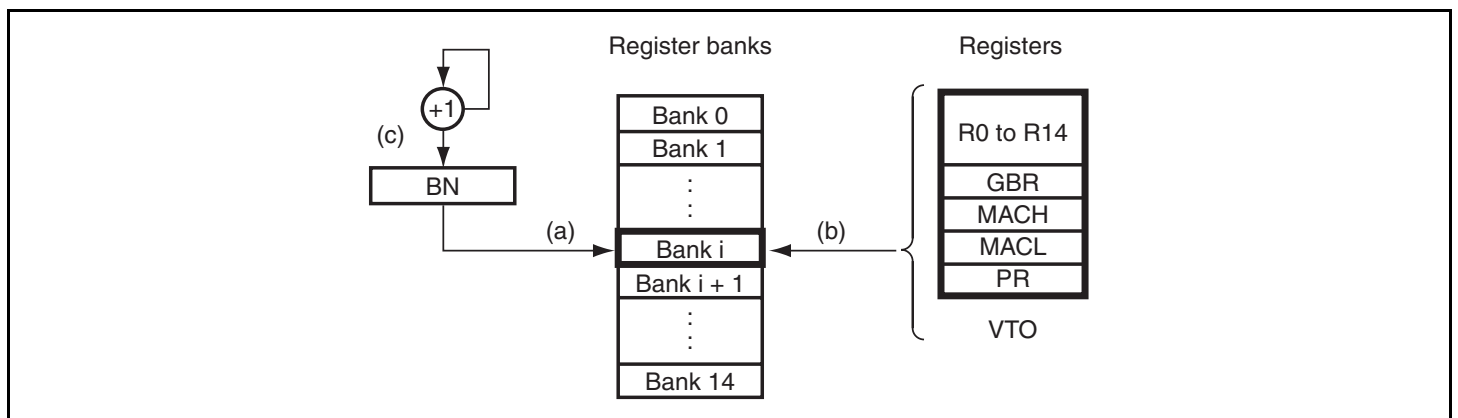 Register banks
Registers
+1
(c)
BN
(a)
Bank 0
Bank 1
:
:
Bank i
Bank i + 1
:
:
Bank 14
(b)
R0 to R14
GBR
MACH
MACL
PR
VTO